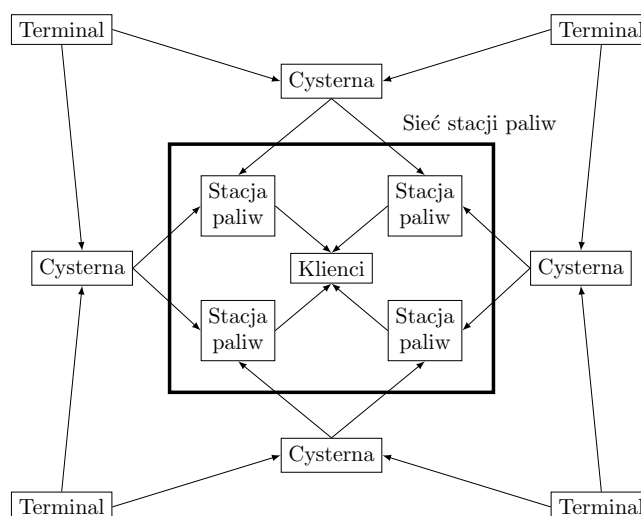 Terminal
Terminal
Cysterna
Sieć stacji paliw
Stacja
paliw
Stacja
paliw
Cysterna
Klienci
Cysterna
Stacja
paliw
Stacja
paliw
Cysterna
Terminal
Terminal